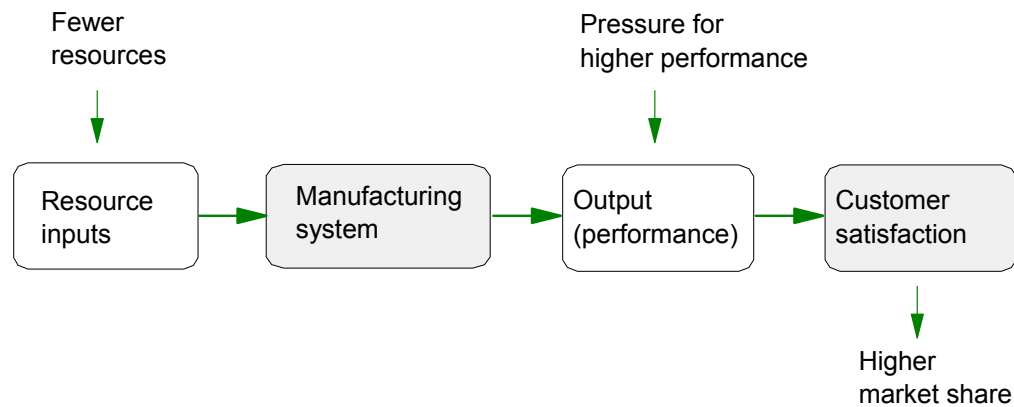 Fewer
resources
Pressure for
higher performance
Resource
inputs
Manufacturing
system
Output
(performance)
Customer
satisfaction
Higher
market share